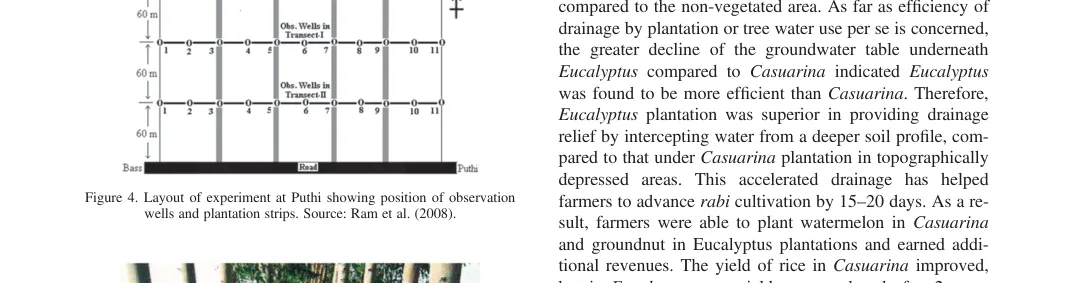 60 m
Obs. Wells in
Transect-I
1 2 3 4 5 6 7 8 9 10 11
60 m
Obs. Wells in
Transect-II
1 2 3 4 5 6 7 8 9 10 11
60 m
Bass Road Puthi
Figure 4. Layout of experiment at Puthi showing position of observation
wells and plantation strips. Source: Ram et al. (2008).
compared to the non-vegetated area. As far as efficiency of
drainage by plantation or tree water use per se is concerned,
the greater decline of the groundwater table underneath
Eucalyptus compared to Casuarina indicated Eucalyptus
was found to be more efficient than Casuarina. Therefore,
Eucalyptus plantation was superior in providing drainage
relief by intercepting water from a deeper soil profile, com-
pared to that under Casuarina plantation in topographically
depressed areas. This accelerated drainage has helped
farmers to advance rabi cultivation by 15–20 days. As a re-
sult, farmers were able to plant watermelon in Casuarina
and groundnut in Eucalyptus plantations and earned addi-
tional revenues. The yield of rice in Casuarina improved,